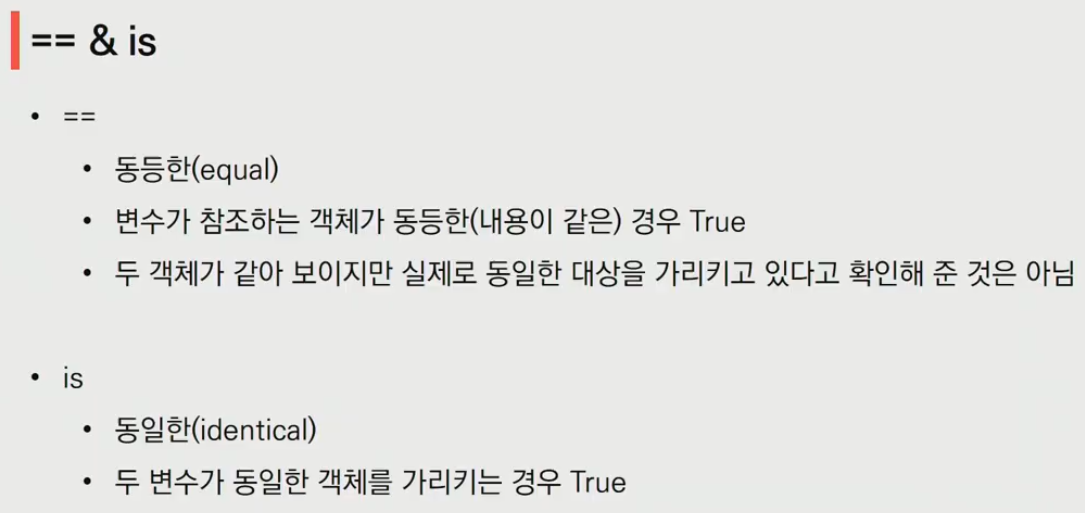 == & is
• ==
• 동등한(equal)
• 변수가 참조하는 객체가 동등한(내용이 같은) 경우 True
• 두 객체가 같아 보이지만 실제로 동일한 대상을 가리키고 있다고 확인해 준 것은 아님
• is
• 동일한(identical)
• 두 변수가 동일한 객체를 가리키는 경우 True